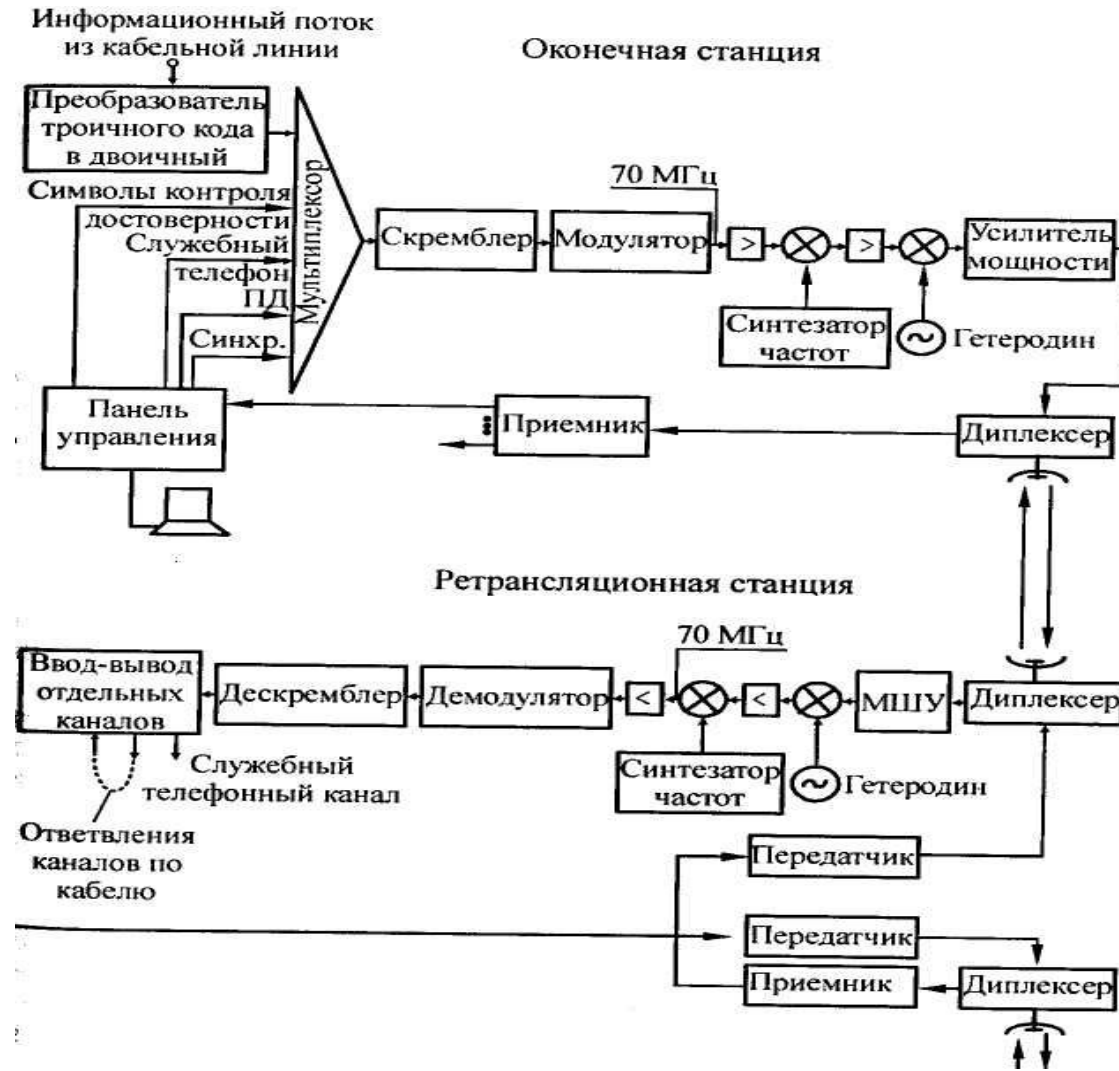 Информационный поток
из кабельной линии
Оконечная станция
Преобразователь
троичного кода
в двоичный
Символы контроля
достоверности
Служебный
телефон
ПД
Синхр.
Мультиплексор
Скремблер
Модулятор
70 МГц
>
>
Усилитель
мощности
Синтезатор
частот
Гетеродин
Панель
управления
Приемник
Диплексер
Ретрансляционная станция
70 МГц
Ввод-вывод
отдельных
каналов
Дескремблер
Демодулятор
<
<
МШУ
Диплексер
Синтезатор
частот
Гетеродин
Служебный
телефонный канал
Ответвления
каналов по
кабелю
Передатчик
Передатчик
Приемник
Диплексер